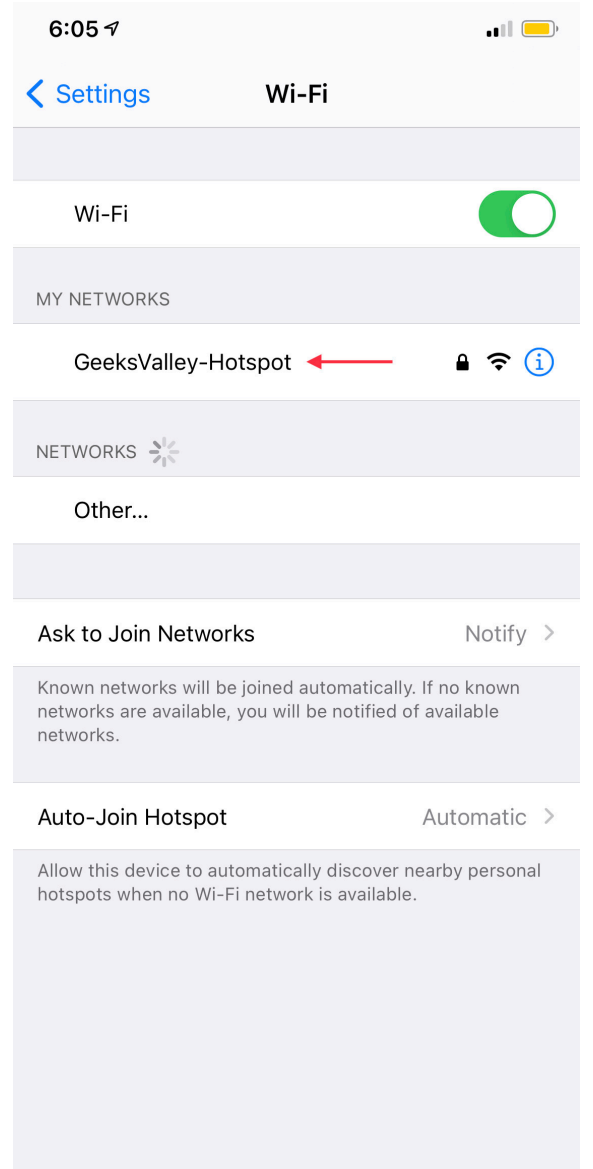 6:05
Settings
Wi-Fi
Wi-Fi
MY NETWORKS
GeeksValley-Hotspot
NETWORKS
Other...
Ask to Join Networks Notify
Known networks will be joined automatically. If no known
networks are available, you will be notified of available
networks.
Auto-Join Hotspot Automatic
Allow this device to automatically discover nearby personal
hotspots when no Wi-Fi network is available.